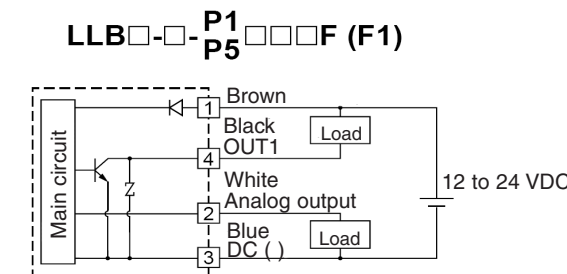 LLB□-□-P1□□□F (F1)
P5
Brown
1
Black
OUT1
Load
4
White
Analog output
2
Blue
DC ( )
Load
3
Main circuit
12 to 24 VDC